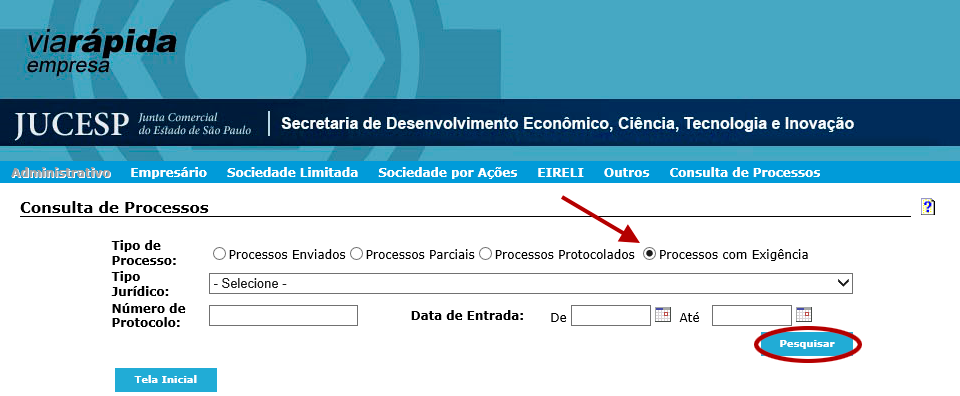 viarápida
empresa
JUCESP Junta Comercial do Estado de São Paulo Secretaria de Desenvolvimento Econômico, Ciência, Tecnologia e Inovação
Administrativo Empresário Sociedade Limitada Sociedade por Ações EIRELI Outros Consulta de Processos
Consulta de Processos ?
Tipo de Processo: Processos Enviados Processos Parciais Processos Protocolados Processos com Exigência
Tipo Jurídico: - Selecione -
Número de Protocolo: Data de Entrada: De Até
Pesquisar
Tela Inicial